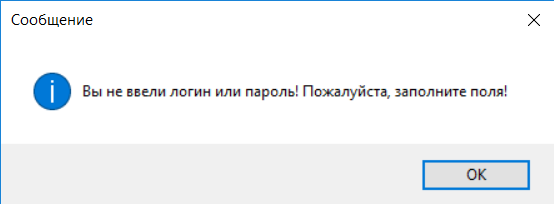 Сообщение
Вы не ввели логин или пароль! Пожалуйста, заполните поля!
OK